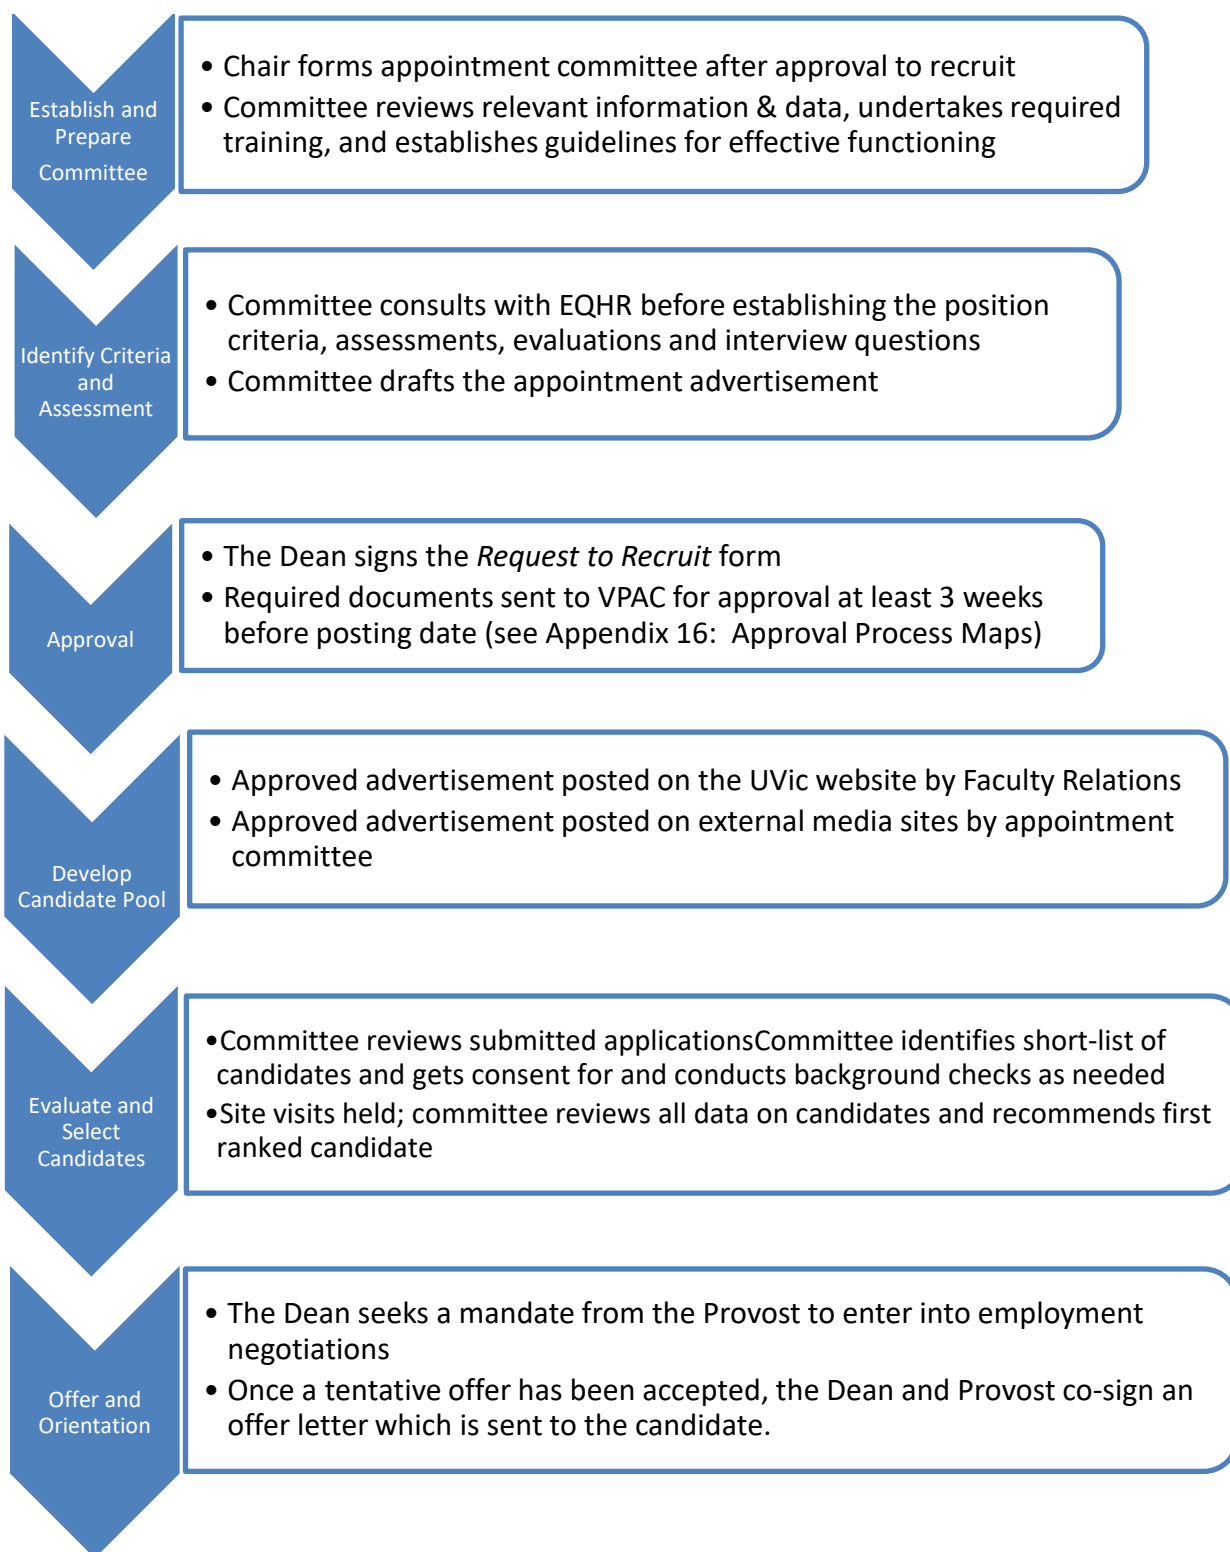 Establish and
Prepare
Committee
• Chair forms appointment committee after approval to recruit
• Committee reviews relevant information & data, undertakes required
training, and establishes guidelines for effective functioning
Identify Criteria
and
Assessment
• Committee consults with EQHR before establishing the position
criteria, assessments, evaluations and interview questions
• Committee drafts the appointment advertisement
Approval
• The Dean signs the Request to Recruit form
• Required documents sent to VPAC for approval at least 3 weeks
before posting date (see Appendix 16:  Approval Process Maps)
Develop
Candidate Pool
• Approved advertisement posted on the UVic website by Faculty Relations
• Approved advertisement posted on external media sites by appointment
committee
Evaluate and
Select
Candidates
•Committee reviews submitted applicationsCommittee identifies short-list of
candidates and gets consent for and conducts background checks as needed
•Site visits held; committee reviews all data on candidates and recommends first
ranked candidate
Offer and
Orientation
• The Dean seeks a mandate from the Provost to enter into employment
negotiations
• Once a tentative offer has been accepted, the Dean and Provost co-sign an
offer letter which is sent to the candidate.